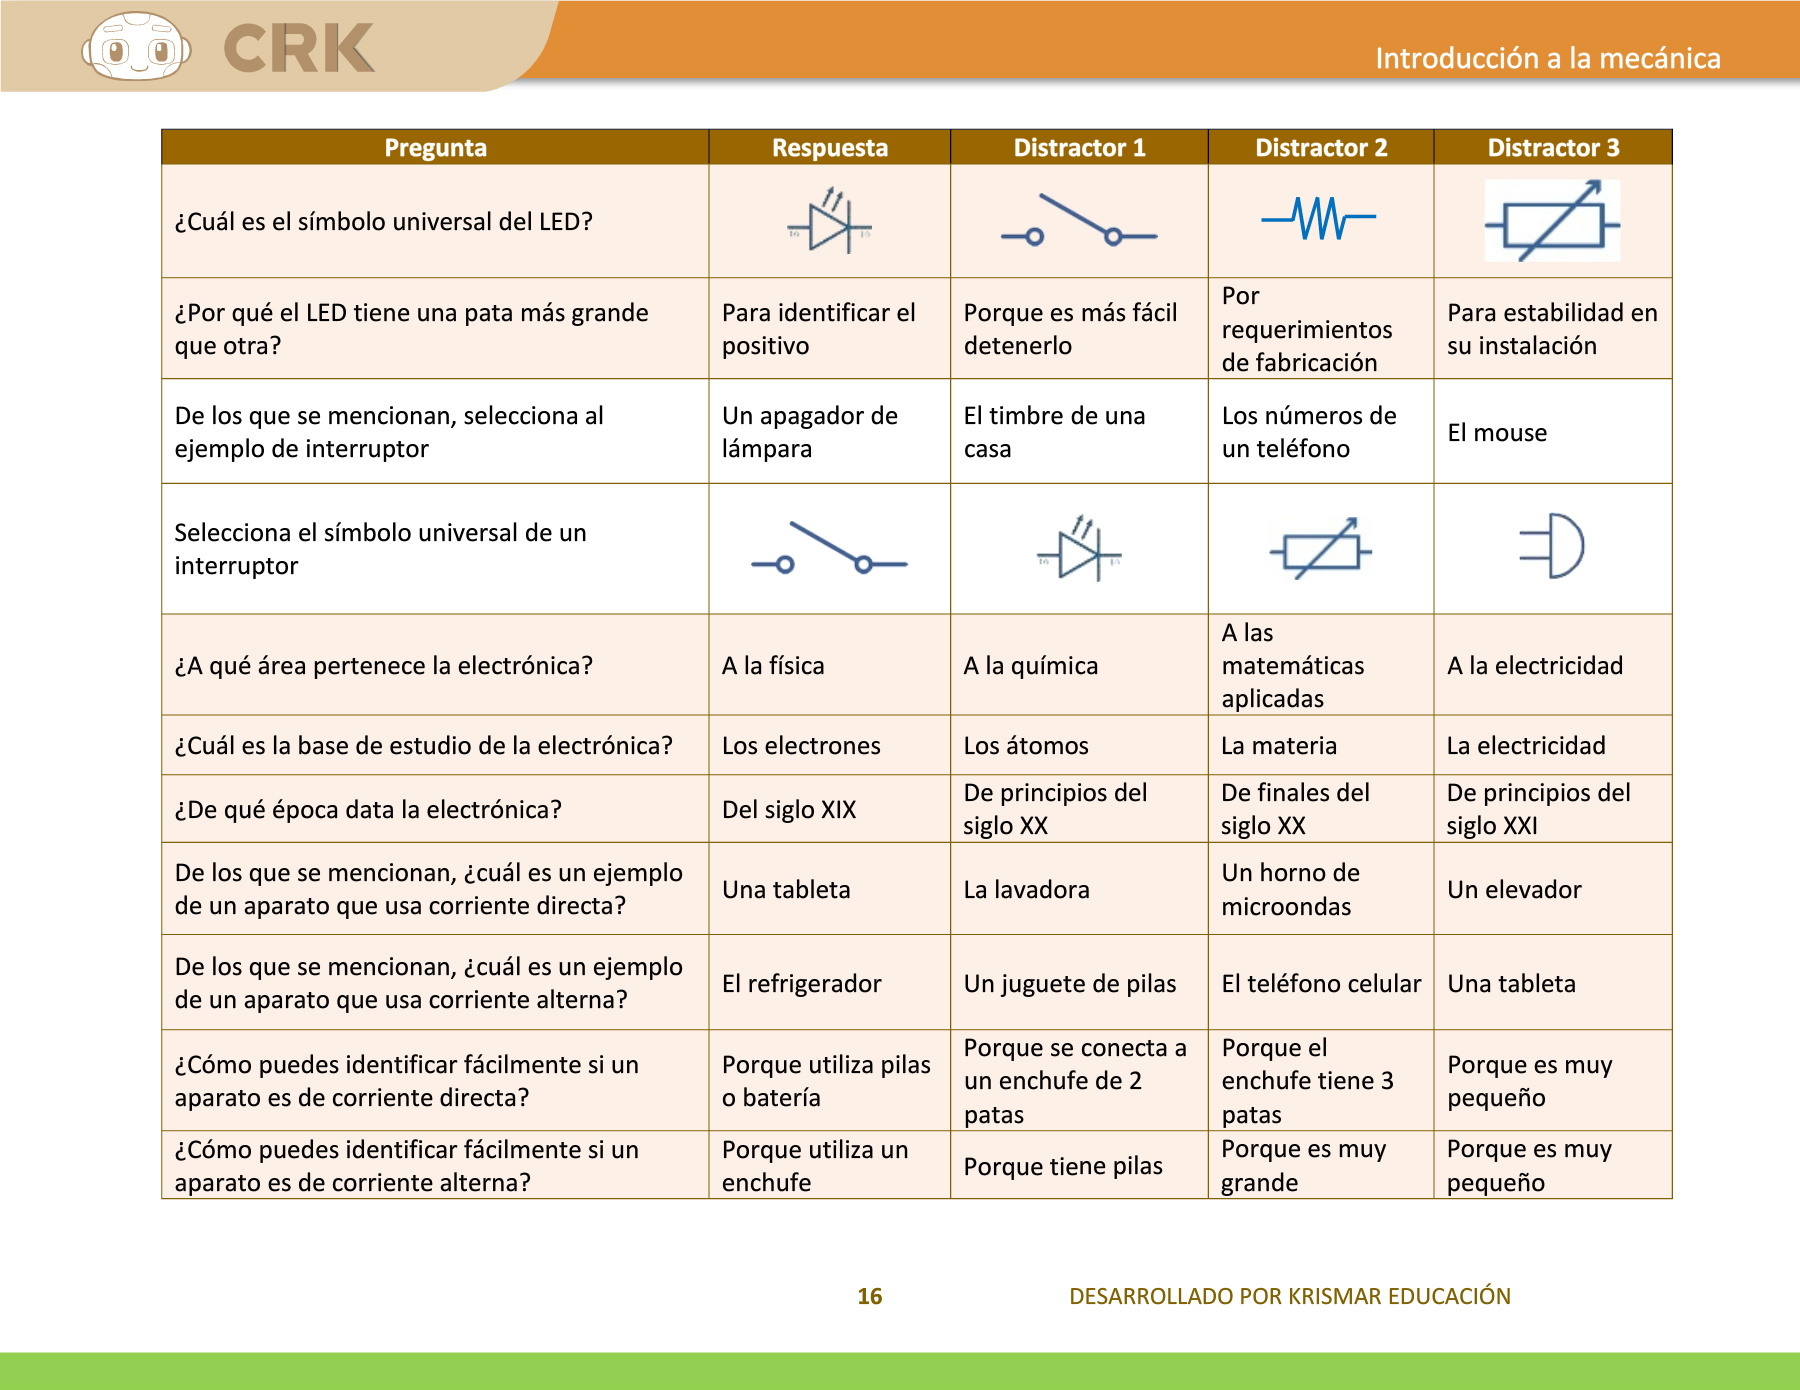 CRK
Introducción a la mecánica
Pregunta Respuesta Distractor 1 Distractor 2 Distractor 3
¿Cuál es el símbolo universal del LED?
¿Por qué el LED tiene una pata más grande
que otra?
Para identificar el
positivo
Porque es más fácil
detenerlo
Por
requerimientos
de fabricación
Para estabilidad en
su instalación
De los que se mencionan, selecciona al
ejemplo de interruptor
Un apagador de
lámpara
El timbre de una
casa
Los números de
un teléfono
El mouse
Selecciona el símbolo universal de un
interruptor
¿A qué área pertenece la electrónica?
A la física
A la química
A las
matemáticas
aplicadas
A la electricidad
¿Cuál es la base de estudio de la electrónica?
Los electrones
Los átomos
La materia
La electricidad
¿De qué época data la electrónica?
Del siglo XIX
De principios del
siglo XX
De finales del
siglo XX
De principios del
siglo XXI
De los que se mencionan, ¿cuál es un ejemplo
de un aparato que usa corriente directa?
Una tableta
La lavadora
Un horno de
microondas
Un elevador
De los que se mencionan, ¿cuál es un ejemplo
de un aparato que usa corriente alterna?
El refrigerador
Un juguete de pilas
El teléfono celular
Una tableta
¿Cómo puedes identificar fácilmente si un
aparato es de corriente directa?
Porque utiliza pilas
o batería
Porque se conecta a
un enchufe de 2
patas
Porque el
enchufe tiene 3
patas
Porque es muy
pequeño
¿Cómo puedes identificar fácilmente si un
aparato es de corriente alterna?
Porque utiliza un
enchufe
Porque tiene pilas
Porque es muy
grande
Porque es muy
pequeño
16
DESARROLLADO POR KRISMAR EDUCACIÓN